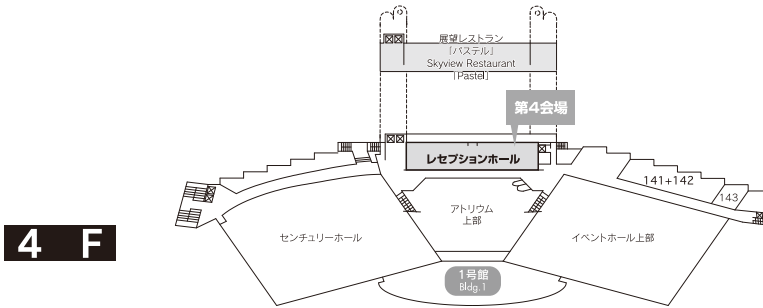 展望レストラン
「パステル」
Skyview Restaurant
「Pastel」
第4会場
レセプションホール
141+142
143
アトリウム
上部
センチュリーホール
イベントホール上部
4 F
1号館
Bldg.1